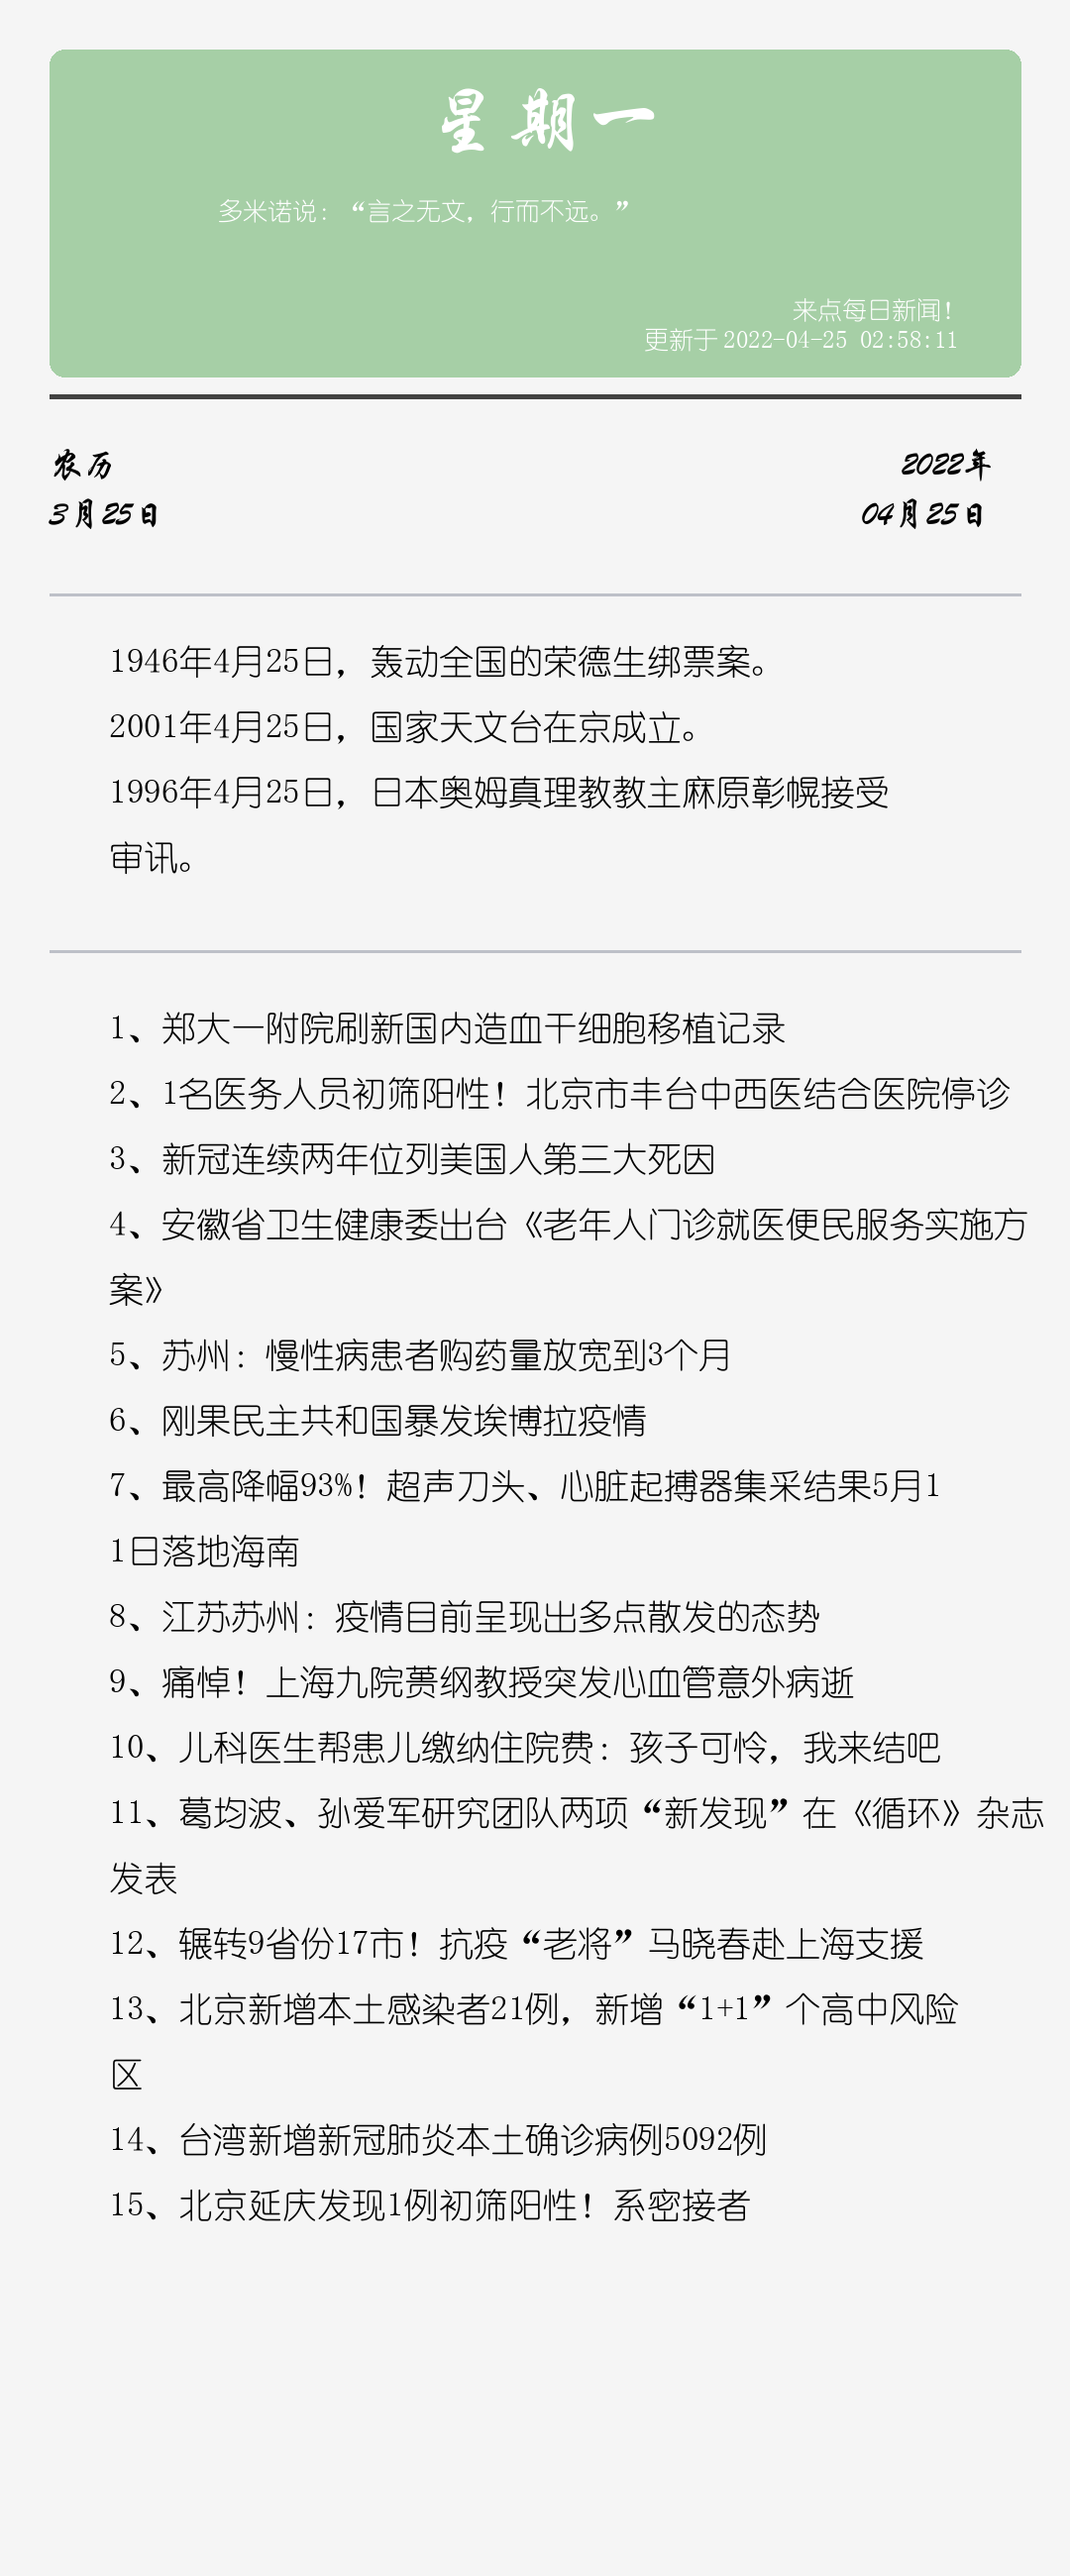 星期一
多米诺说：“言之无文，行而不远。”
来点每日新闻！
更新于 2022-04-25 02:58:11
农历
2022年
3月25日
04月25日
1946年4月25日，轰动全国的荣德生绑票案。
2001年4月25日，国家天文台在京成立。
1996年4月25日，日本奥姆真理教教主麻原彰幌接受
审讯。
1、郑大一附院刷新国内造血干细胞移植记录
2、1名医务人员初筛阳性！北京市丰台中西医结合医院停诊
3、新冠连续两年位列美国人第三大死因
4、安徽省卫生健康委出台《老年人门诊就医便民服务实施方
案》
5、苏州：慢性病患者购药量放宽到3个月
6、刚果民主共和国暴发埃博拉疫情
7、最高降幅93%！超声刀头、心脏起搏器集采结果5月1
1日落地海南
8、江苏苏州：疫情目前呈现出多点散发的态势
9、痛悼！上海九院蒉纲教授突发心血管意外病逝
10、儿科医生帮患儿缴纳住院费：孩子可怜，我来结吧
11、葛均波、孙爱军研究团队两项“新发现”在《循环》杂志
发表
12、辗转9省份17市！抗疫“老将”马晓春赴上海支援
13、北京新增本土感染者21例，新增“1+1”个高中风险
区
14、台湾新增新冠肺炎本土确诊病例5092例
15、北京延庆发现1例初筛阳性！系密接者